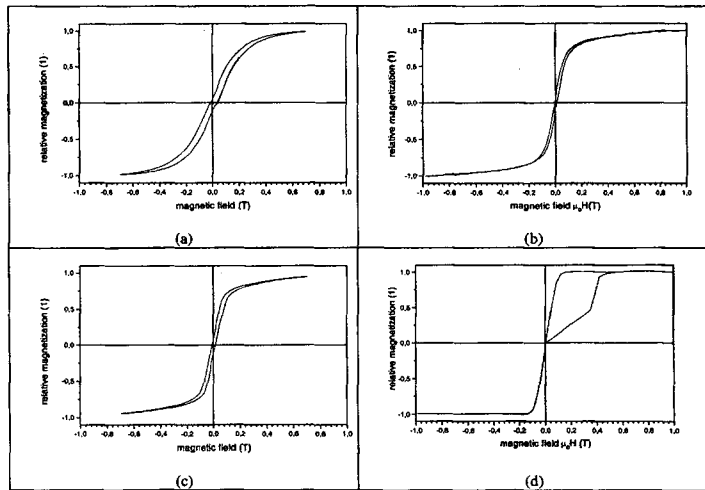 relative magnetization (1)
1,0
0,5
0,0
-0,5
-1,0
-1,0 -0,8 -0,6 -0,4 -0,2 0,0 0,2 0,4 0,6 0,8 1,0
magnetic field (T)
(a)
relative magnetization (1)
1,0
0,5
0,0
-0,5
-1,0
-1,0 -0,8 -0,6 -0,4 -0,2 0,0 0,2 0,4 0,6 0,8 1,0
magnetic field μ₀H(T)
(b)
relative magnetization (1)
1,0
0,5
0,0
-0,5
-1,0
-1,0 -0,8 -0,6 -0,4 -0,2 0,0 0,2 0,4 0,6 0,8 1,0
magnetic field (T)
(c)
relative magnetization (1)
1,0
0,5
0,0
-0,5
-1,0
-1,0 -0,8 -0,6 -0,4 -0,2 0,0 0,2 0,4 0,6 0,8 1,0
magnetic field μ₀H (T)
(d)